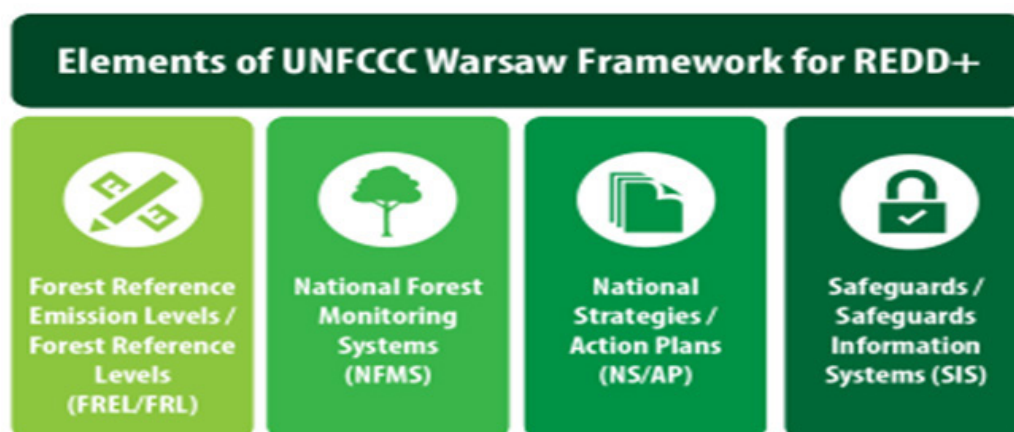 Elements of UNFCCC Warsaw Framework for REDD+
Forest Reference
Emission Levels /
Forest Reference
Levels
(FREL/FRL)
National Forest
Monitoring
Systems
(NFMS)
National
Strategies /
Action Plans
(NS/AP)
Safeguards /
Safeguards
Information
Systems (SIS)